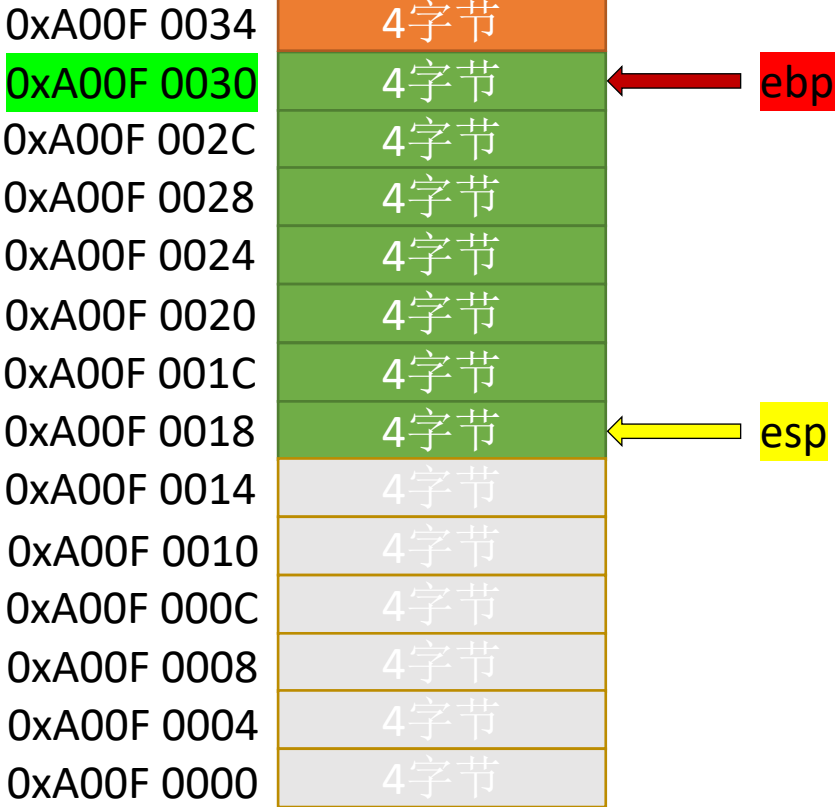 0xA00F 0034 4字节
0xA00F 0030 4字节 ebp
0xA00F 002C 4字节
0xA00F 0028 4字节
0xA00F 0024 4字节
0xA00F 0020 4字节
0xA00F 001C 4字节
0xA00F 0018 4字节 esp
0xA00F 0014 4字节
0xA00F 0010 4字节
0xA00F 000C 4字节
0xA00F 0008 4字节
0xA00F 0004 4字节
0xA00F 0000 4字节